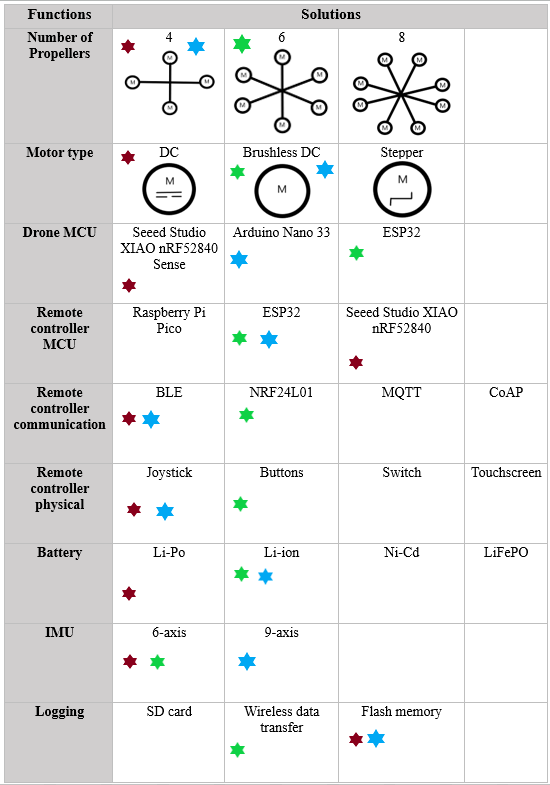 Functions Solutions
Number of Propellers 4 6 8
M M M M M M M M M M M M M M M M M M
Motor type DC Brushless DC Stepper
M M M
Drone MCU Seeed Studio XIAO nRF52840 Sense Arduino Nano 33 ESP32
Remote controller MCU Raspberry Pi Pico ESP32 Seeed Studio XIAO nRF52840
Remote controller communication BLE NRF24L01 MQTT CoAP
Remote controller physical Joystick Buttons Switch Touchscreen
Battery Li-Po Li-ion Ni-Cd LiFePO
IMU 6-axis 9-axis
Logging SD card Wireless data transfer Flash memory